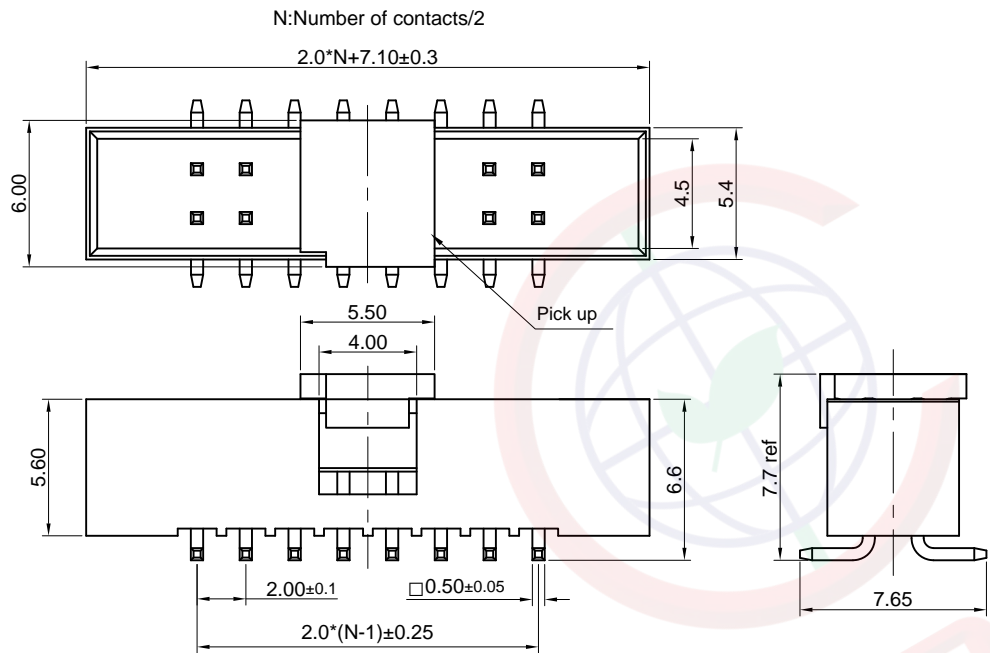 N:Number of contacts/2
2.0*N+7.10±0.3
6.00
4.5
5.4
Pick up
5.50
4.00
5.60
6.6
7.7 ref
2.00±0.1
□0.50±0.05
7.65
2.0*(N-1)±0.25